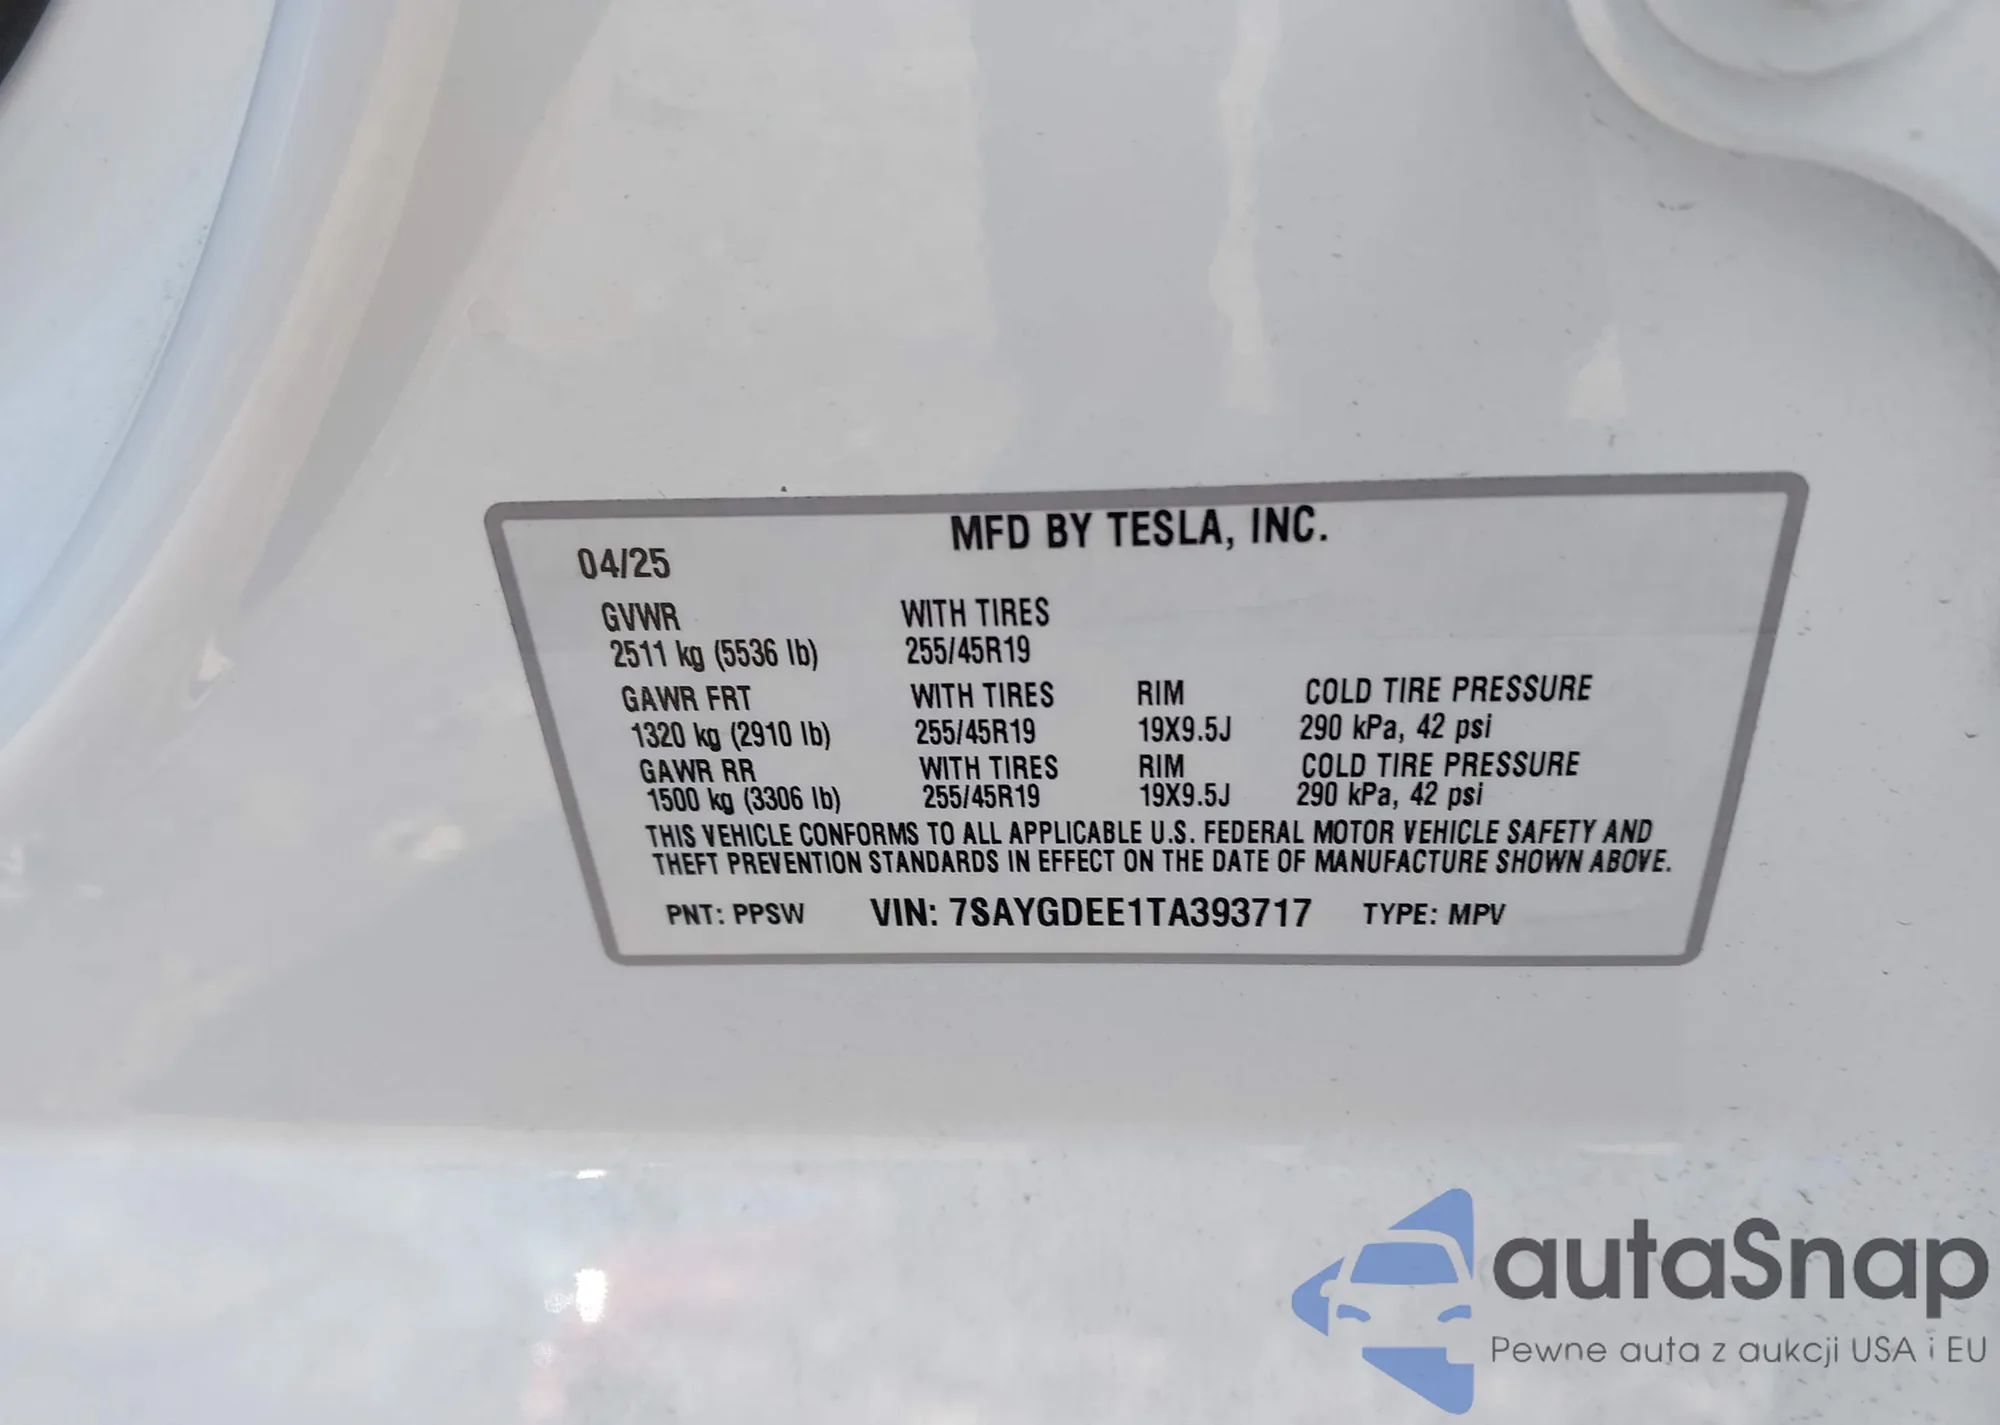 MFD BY TESLA, INC.
04/25
GVWR WITH TIRES
2511 kg (5536 lb) 255/45R19
GAWR FRT WITH TIRES RIM COLD TIRE PRESSURE
1320 kg (2910 lb) 255/45R19 19X9.5J 290 kPa, 42 psi
GAWR RR WITH TIRES RIM COLD TIRE PRESSURE
1500 kg (3306 lb) 255/45R19 19X9.5J 290 kPa, 42 psi
THIS VEHICLE CONFORMS TO ALL APPLICABLE U.S. FEDERAL MOTOR VEHICLE SAFETY AND
THEFT PREVENTION STANDARDS IN EFFECT ON THE DATE OF MANUFACTURE SHOWN ABOVE.
PNT: PPSW VIN: 7SAYGDEE1TA393717 TYPE: MPV
autaSnap
Pewne auta z aukcji USA i EU